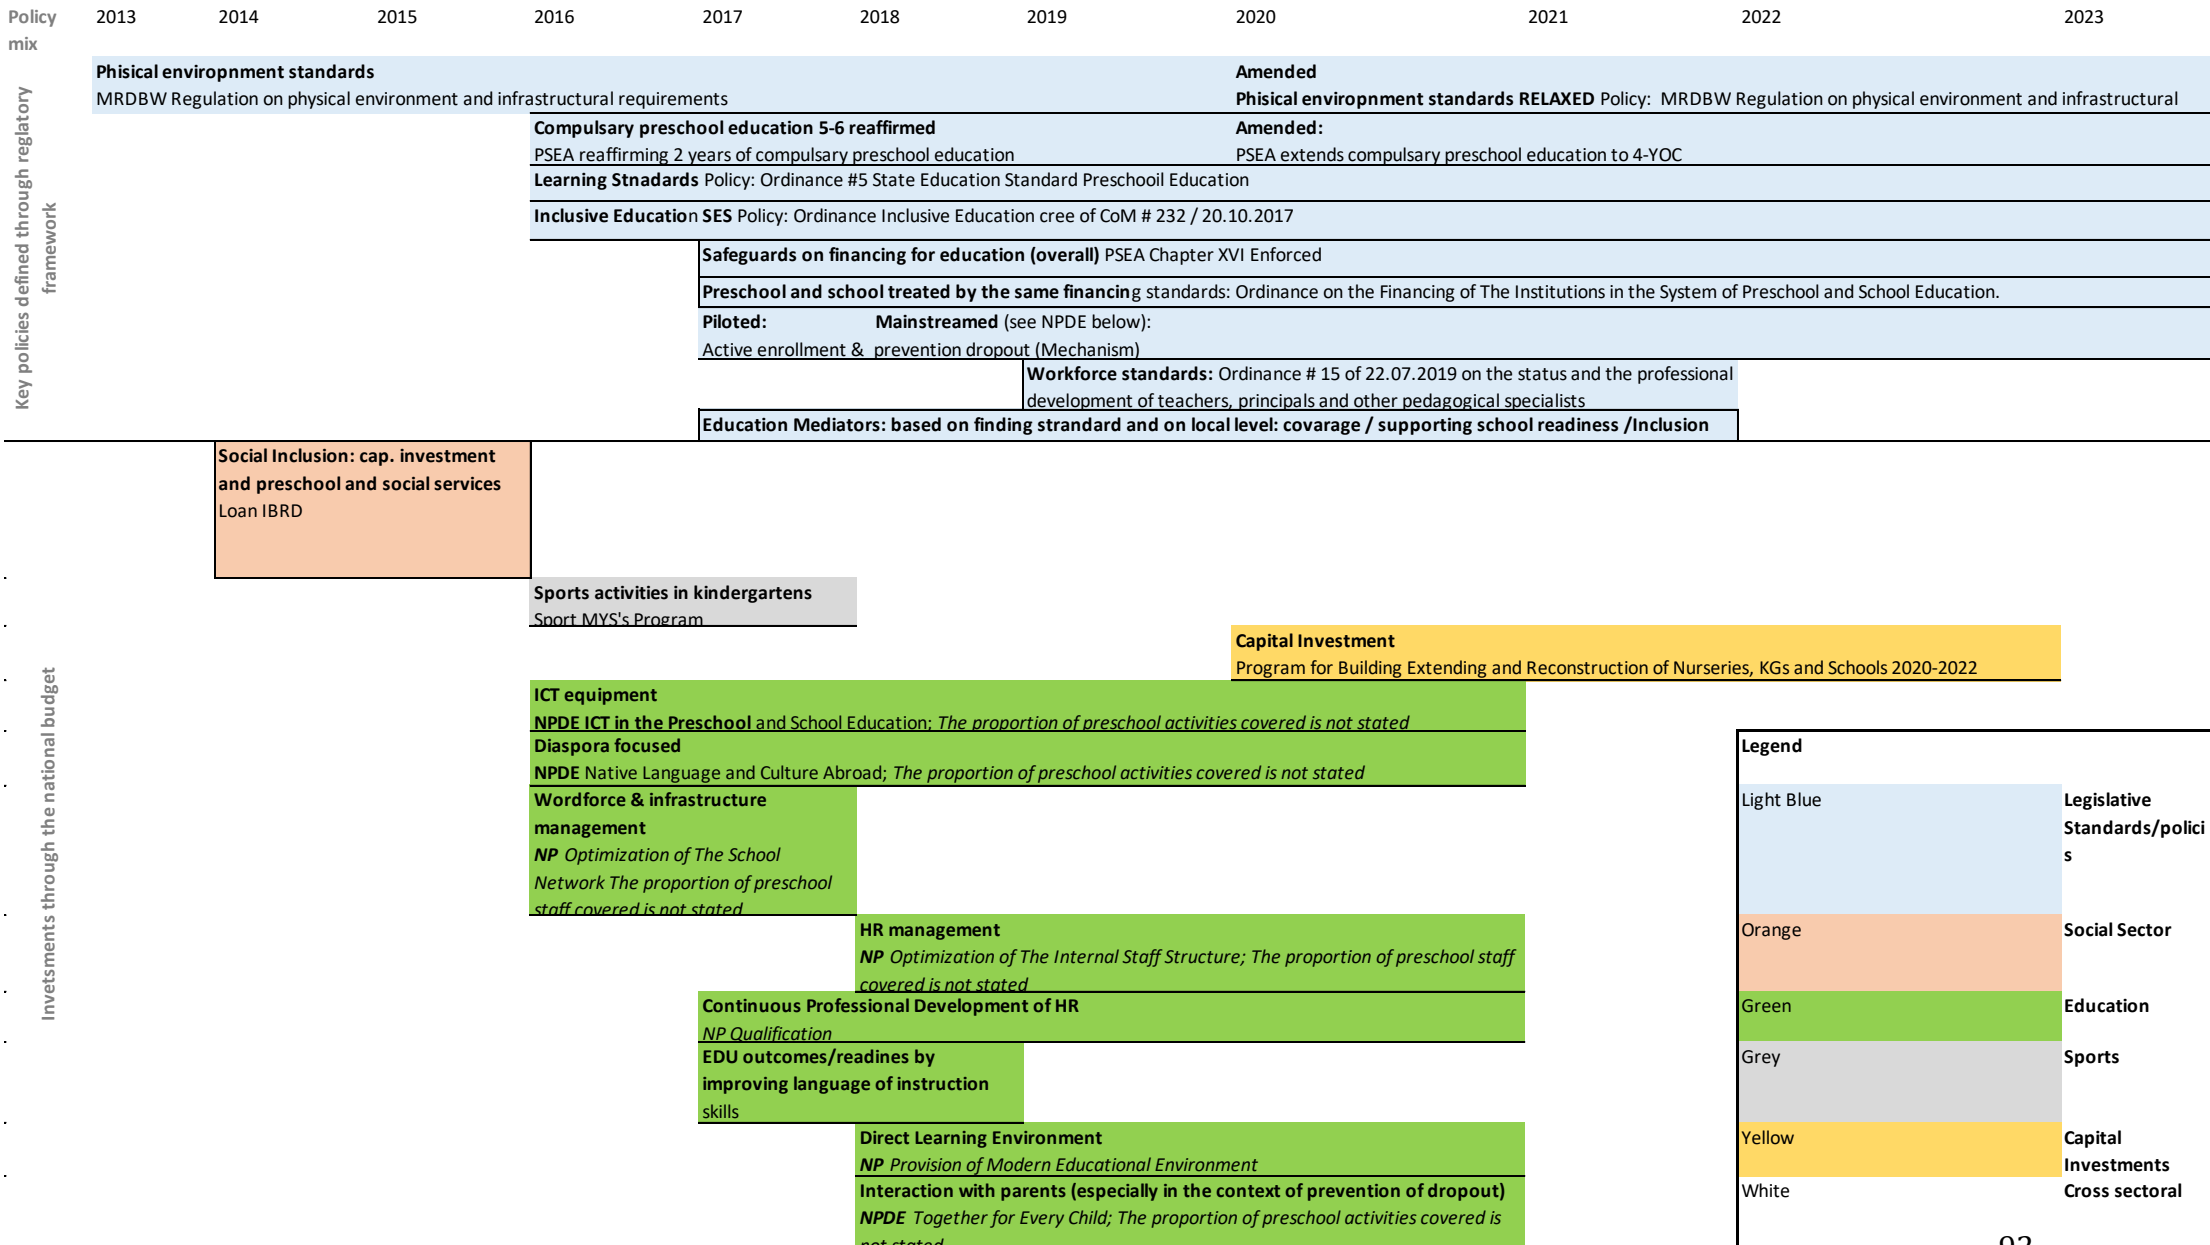 Policy mix 2013 2014 2015 2016 2017 2018 2019 2020 2021 2022 2023
Key policies defined through reglatory framework
Phisical enviropnment standards
MRDBW Regulation on physical environment and infrastructural requirements
Amended
Phisical enviropnment standards RELAXED Policy: MRDBW Regulation on physical environment and infrastructural
Compulsary preschool education 5-6 reaffirmed
PSEA reaffirming 2 years of compulsary preschool education
Amended:
PSEA extends compulsary preschool education to 4-YOC
Learning Stnadards Policy: Ordinance #5 State Education Standard Preschooil Education
Inclusive Education SES Policy: Ordinance Inclusive Education cree of CoM # 232 / 20.10.2017
Safeguards on financing for education (overall) PSEA Chapter XVI Enforced
Preschool and school treated by the same financing standards: Ordinance on the Financing of The Institutions in the System of Preschool and School Education.
Piloted: Mainstreamed (see NPDE below):
Active enrollment & prevention dropout (Mechanism)
Workforce standards: Ordinance # 15 of 22.07.2019 on the status and the professional
development of teachers, principals and other pedagogical specialists
Education Mediators: based on finding strandard and on local level: covarage / supporting school readiness /Inclusion
Invetsments through the national budget
Social Inclusion: cap. investment
and preschool and social services
Loan IBRD
Sports activities in kindergartens
Sport MYS's Program
Capital Investment
Program for Building Extending and Reconstruction of Nurseries, KGs and Schools 2020-2022
ICT equipment
NPDE ICT in the Preschool and School Education; The proportion of preschool activities covered is not stated
Diaspora focused
NPDE Native Language and Culture Abroad; The proportion of preschool activities covered is not stated
Wordforce & infrastructure
management
NP Optimization of The School
Network The proportion of preschool
staff covered is not stated
HR management
NP Optimization of The Internal Staff Structure; The proportion of preschool staff
covered is not stated
Continuous Professional Development of HR
NP Qualification
EDU outcomes/readines by
improving language of instruction
skills
Direct Learning Environment
NP Provision of Modern Educational Environment
Interaction with parents (especially in the context of prevention of dropout)
NPDE Together for Every Child; The proportion of preschool activities covered is
not stated
Legend
Light Blue Legislative
Standards/polici
s
Orange Social Sector
Green Education
Grey Sports
Yellow Capital
Investments
White Cross sectoral